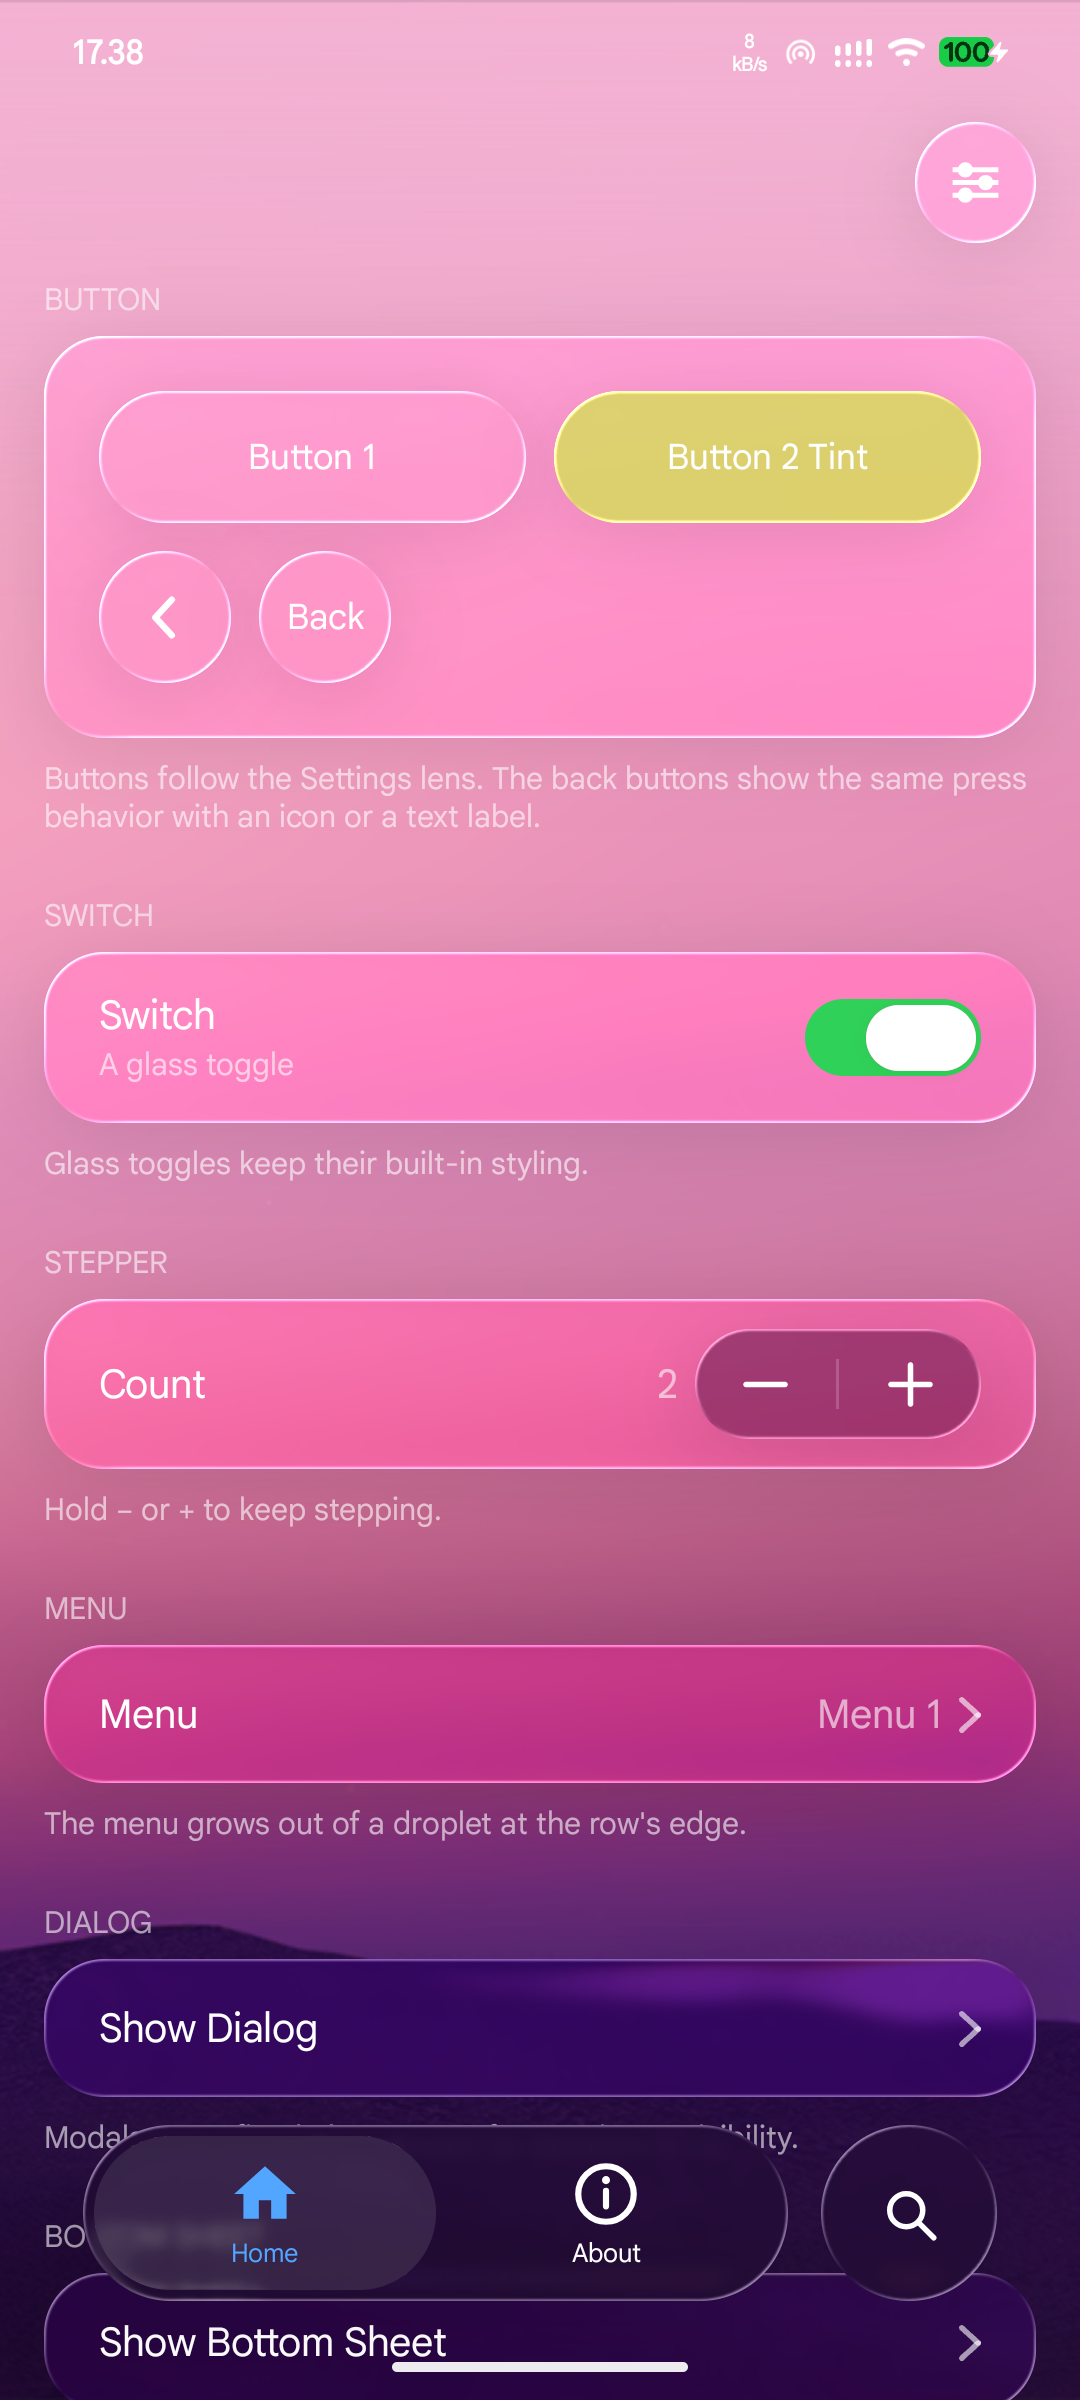 17.38
8
kB/s
100
BUTTON
Button 1
Button 2 Tint
Back
Buttons follow the Settings lens. The back buttons show the same press
behavior with an icon or a text label.
SWITCH
Switch
A glass toggle
Glass toggles keep their built-in styling.
STEPPER
Count
2
Hold – or + to keep stepping.
MENU
Menu
Menu 1
The menu grows out of a droplet at the row's edge.
DIALOG
Show Dialog
Home
About
Show Bottom Sheet